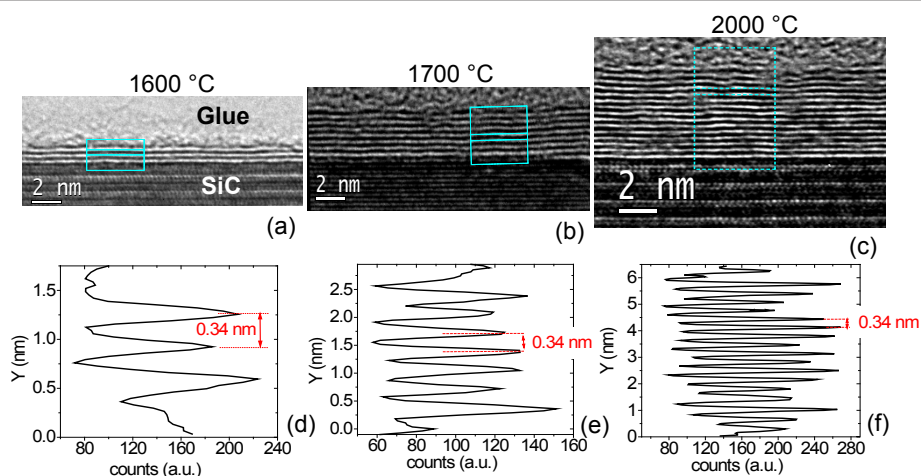 1600 °C
1700 °C
2000 °C
Glue
SiC
2 nm
2 nm
2 nm
(a)
(b)
(c)
Y (nm)
1.5
1.0
0.5
0.0
0.34 nm
(d)
80 120 160 200 240
counts (a.u.)
Y (nm)
2.5
2.0
1.5
1.0
0.5
0.0
0.34 nm
(e)
60 80 100 120 140 160
counts (a.u.)
Y (nm)
6
5
4
3
2
1
0
0.34 nm
(f)
80 120 160 200 240 280
counts (a.u.)